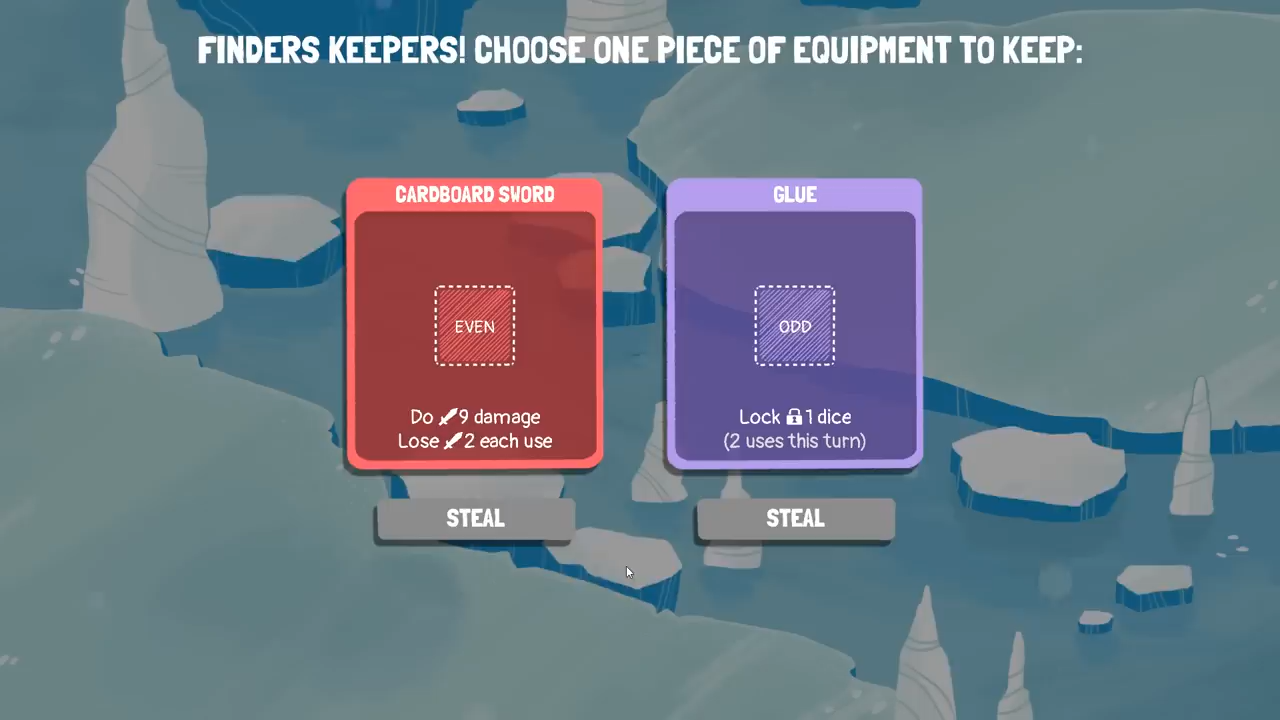 FINDERS KEEPERS! CHOOSE ONE PIECE OF EQUIPMENT TO KEEP:
CARDBOARD SWORD
EVEN
Do 9 damage
Lose 2 each use
STEAL
GLUE
ODD
Lock 1 dice
(2 uses this turn)
STEAL